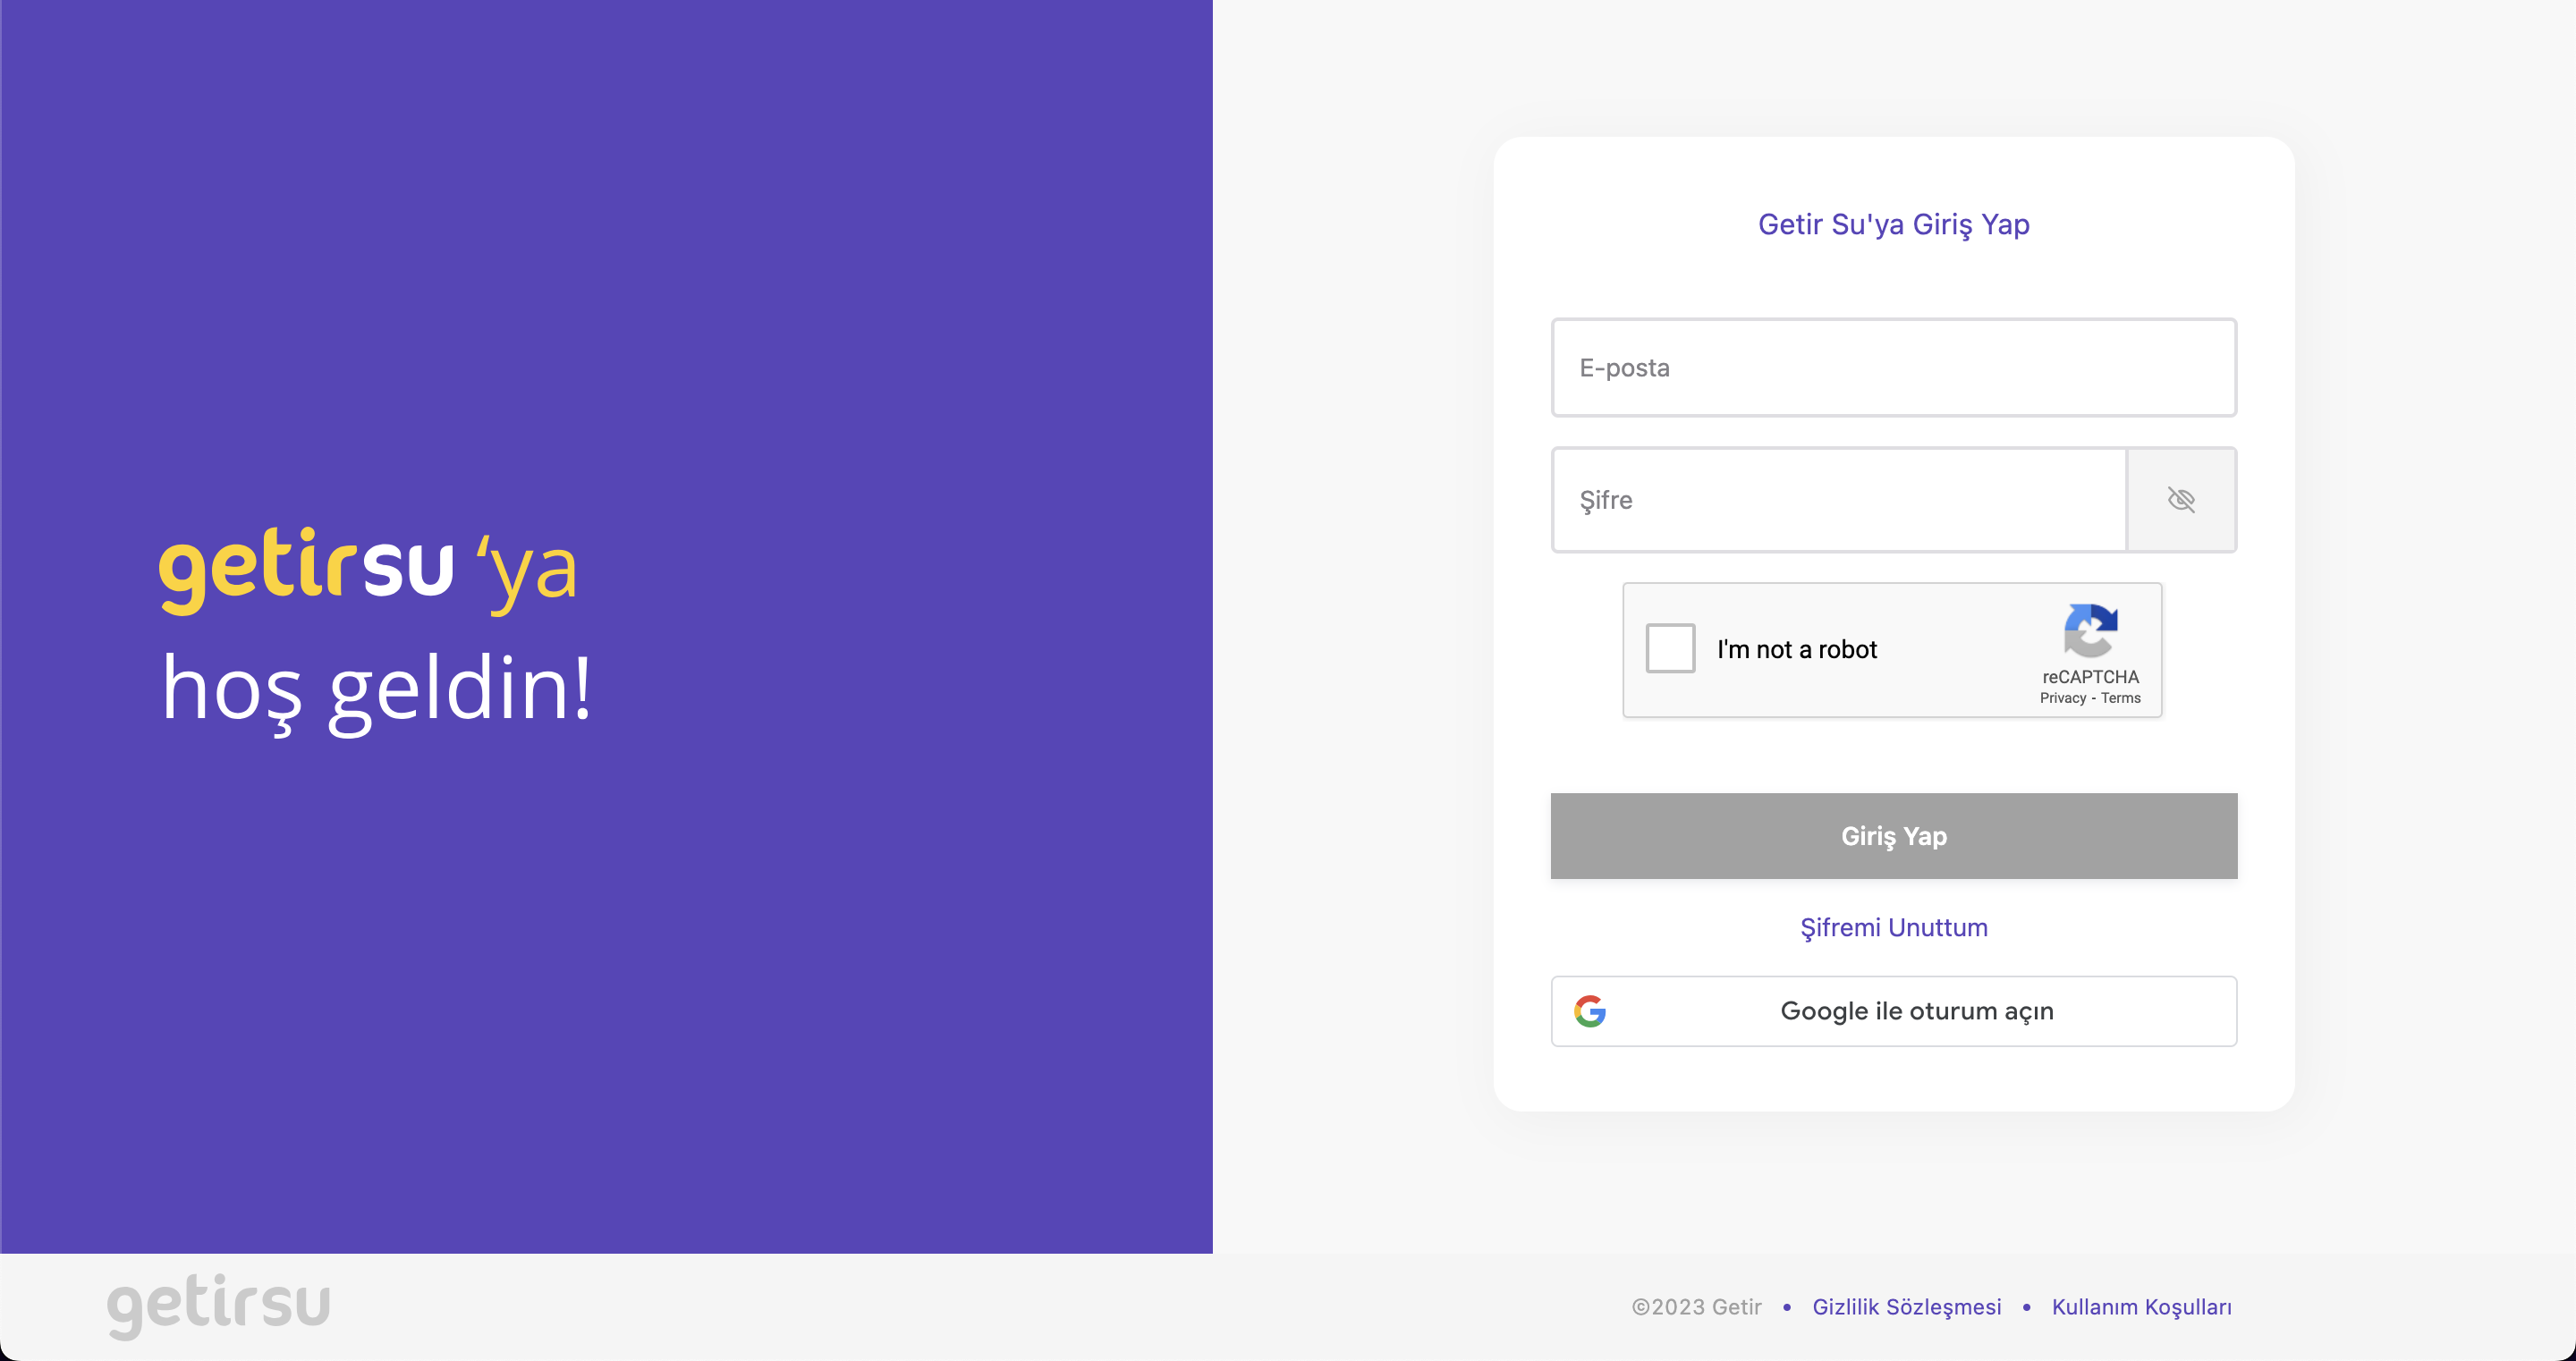 getirsu ‘ya
hoş geldin!
Getir Su'ya Giriş Yap
E-posta
Şifre
I'm not a robot
reCAPTCHA
Privacy - Terms
Giriş Yap
Şifremi Unuttum
Google ile oturum açın
getirsu
©2023 Getir • Gizlilik Sözleşmesi • Kullanım Koşulları